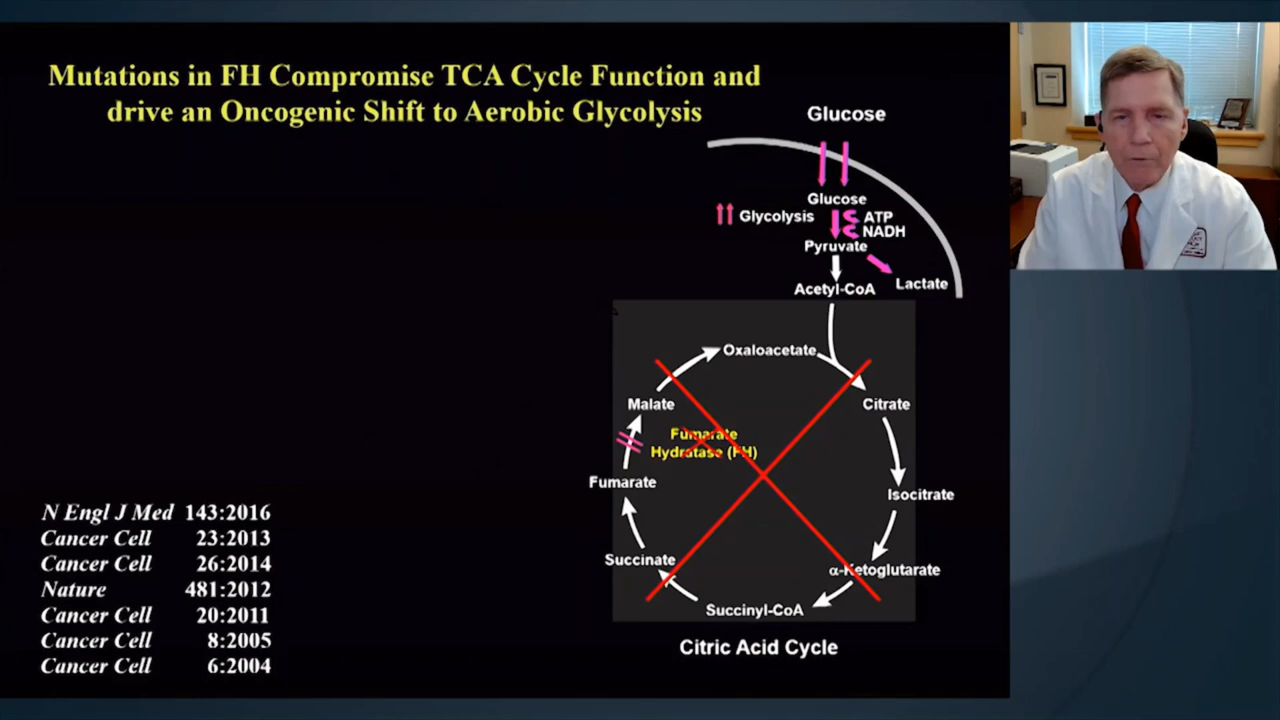 Mutations in FH Compromise TCA Cycle Function and
drive an Oncogenic Shift to Aerobic Glycolysis
Glucose
Glucose
Glycolysis
ATP
NADH
Pyruvate
Lactate
Acetyl-CoA
Oxaloacetate
Malate
Citrate
Fumarate
Hydratase (FH)
Fumarate
Isocitrate
Succinate
α-Ketoglutarate
Succinyl-CoA
Citric Acid Cycle
N Engl J Med 143:2016
Cancer Cell 23:2013
Cancer Cell 26:2014
Nature 481:2012
Cancer Cell 20:2011
Cancer Cell 8:2005
Cancer Cell 6:2004